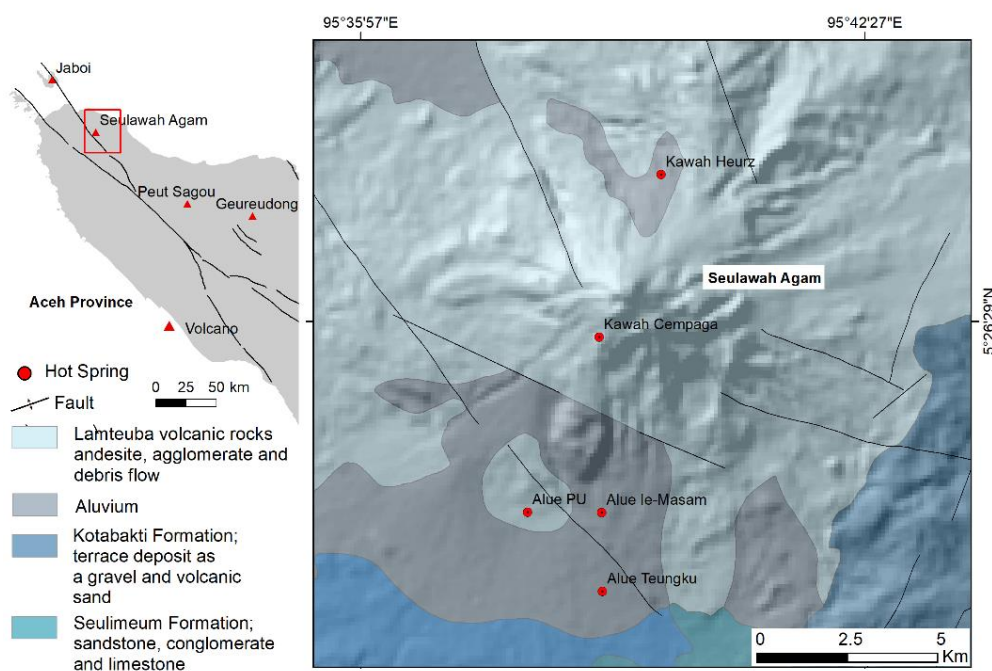 95°35'57"E
95°42'27"E
Jaboi
Seulawah Agam
Peut Sagou
Geureudong
Aceh Province
Volcano
Hot Spring
0 25 50 km
Fault
Lamteuba volcanic rocks
andesite, agglomerate and
debris flow
Aluvium
Kotabakti Formation;
terrace deposit as
a gravel and volcanic
sand
Seulimeum Formation;
sandstone, conglomerate
and limestone
Kawah Heurz
Seulawah Agam
5°26'29"N
Kawah Cempaga
Alue PU
Alue Ie-Masam
Alue Teungku
0 2.5 5
Km